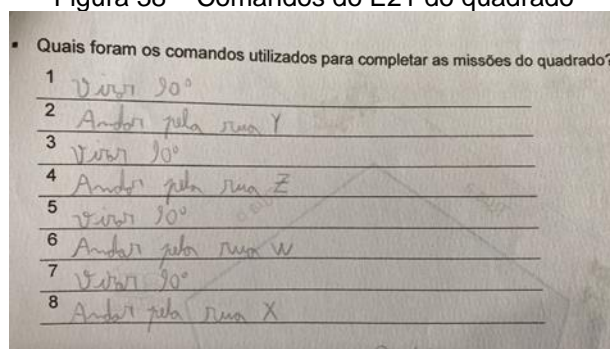 Figura 38 – Comandos do E21 do quadrado
▪ Quais foram os comandos utilizados para completar as missões do quadrado?
1 Virar 90°
2 Andar pela rua Y
3 Virar 90°
4 Andar pela rua Z
5 Virar 90°
6 Andar pela rua W
7 Virar 90°
8 Andar pela rua X